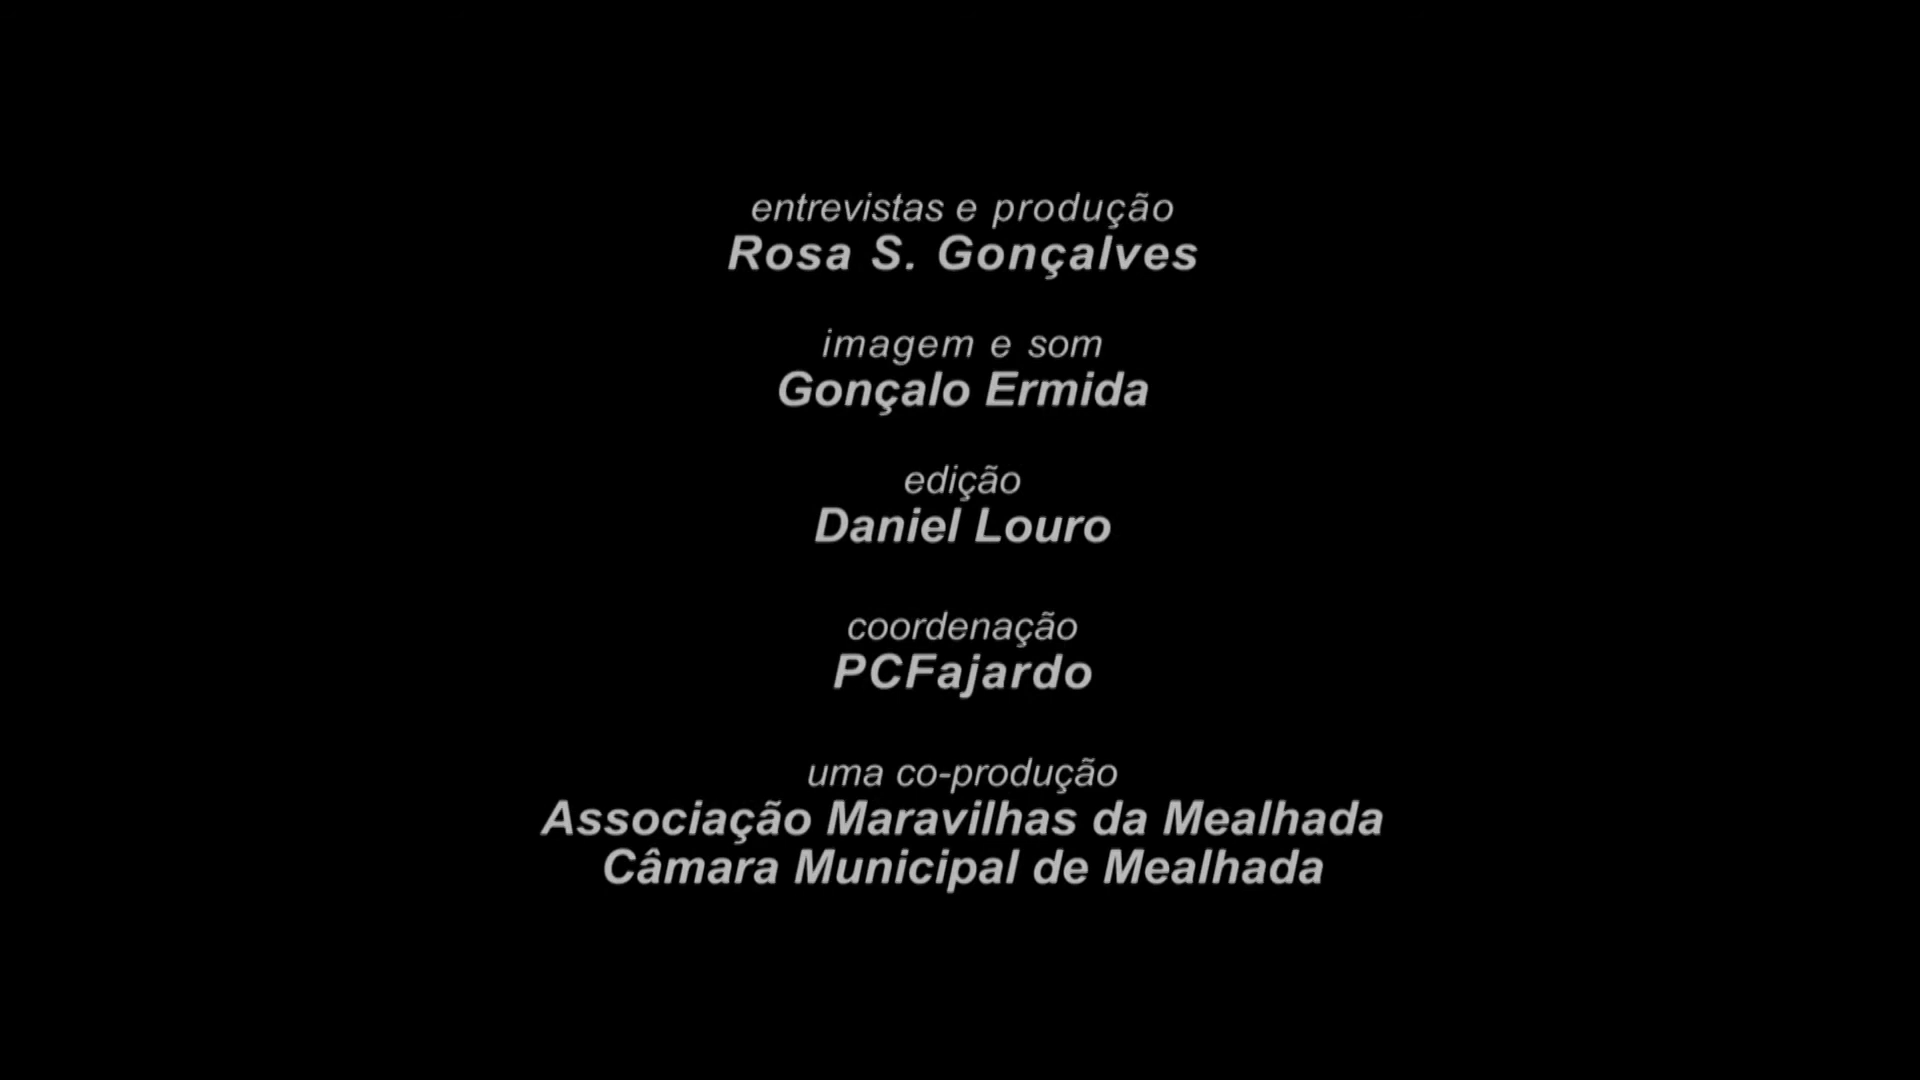 entrevistas e produção
Rosa S. Gonçalves
imagem e som
Gonçalo Ermida
edição
Daniel Louro
coordenação
PCFajardo
uma co-produção
Associação Maravilhas da Mealhada
Câmara Municipal de Mealhada